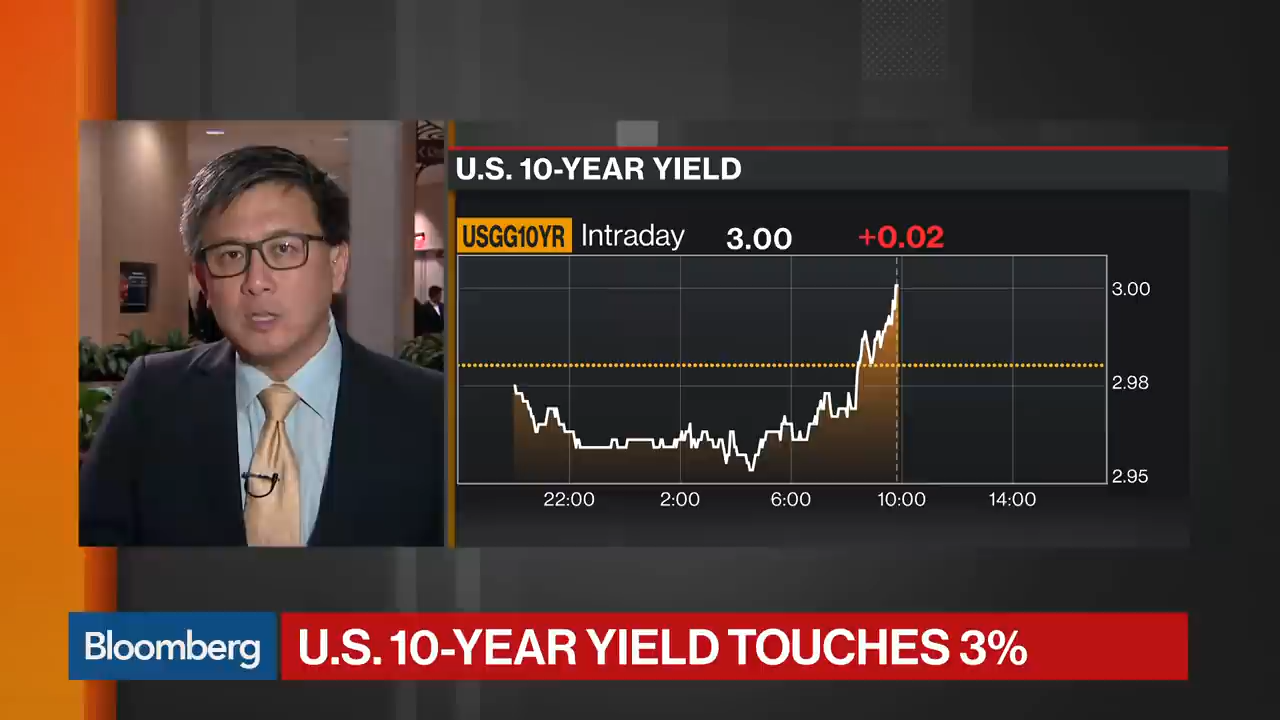 U.S. 10-YEAR YIELD
USGG10YR Intraday 3.00 +0.02
3.00
2.98
2.95
22:00 2:00 6:00 10:00 14:00
Bloomberg U.S. 10-YEAR YIELD TOUCHES 3%